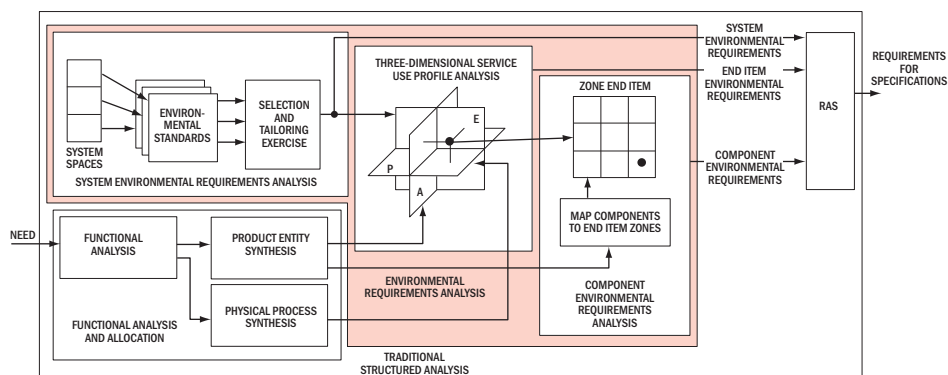 SYSTEM
ENVIRONMENTAL
REQUIREMENTS
REQUIREMENTS
FOR
SPECIFICATIONS
THREE-DIMENSIONAL SERVICE
USE PROFILE ANALYSIS
END ITEM
ENVIRONMENTAL
REQUIREMENTS
ZONE END ITEM
RAS
ENVIRON-
MENTAL
STANDARDS
SELECTION
AND
TAILORING
EXERCISE
E
P
A
SYSTEM
SPACES
SYSTEM ENVIRONMENTAL REQUIREMENTS ANALYSIS
COMPONENT
ENVIRONMENTAL
REQUIREMENTS
MAP COMPONENTS
TO END ITEM ZONES
NEED
FUNCTIONAL
ANALYSIS
PRODUCT ENTITY
SYNTHESIS
ENVIRONMENTAL
REQUIREMENTS ANALYSIS
COMPONENT
ENVIRONMENTAL
REQUIREMENTS
ANALYSIS
PHYSICAL PROCESS
SYNTHESIS
FUNCTIONAL ANALYSIS
AND ALLOCATION
TRADITIONAL
STRUCTURED ANALYSIS